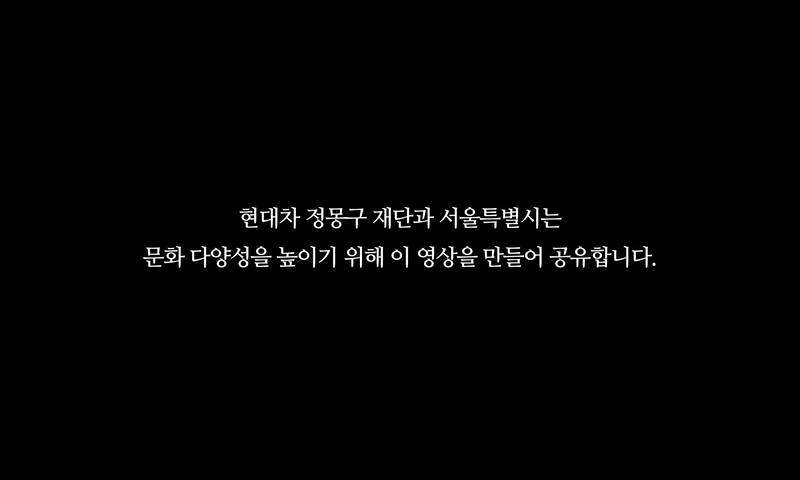 현대차 정몽구 재단과 서울특별시는
문화 다양성을 높이기 위해 이 영상을 만들어 공유합니다.